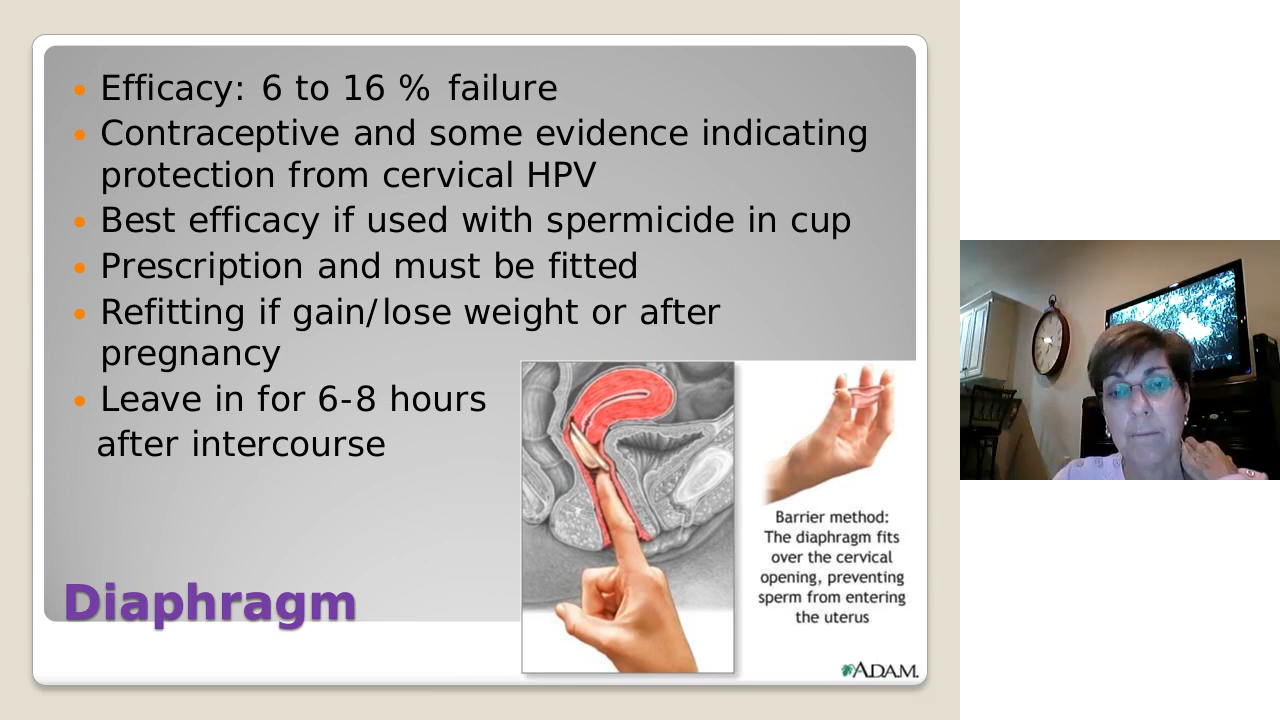 Efficacy: 6 to 16 % failure
Contraceptive and some evidence indicating
protection from cervical HPV
Best efficacy if used with spermicide in cup
Prescription and must be fitted
Refitting if gain/lose weight or after
pregnancy
Leave in for 6-8 hours
after intercourse
Barrier method:
The diaphragm fits
over the cervical
opening, preventing
sperm from entering
the uterus
Diaphragm
ADAM.